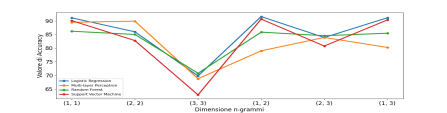 Valore di Accuracy
90
85
80
75
70
65
Logistic Regression
Multi-layer Perceptron
Random Forest
Support Vector Machine
(1, 1) (2, 2) (3, 3) (1, 2) (2, 3) (1, 3)
Dimensione n-grammi